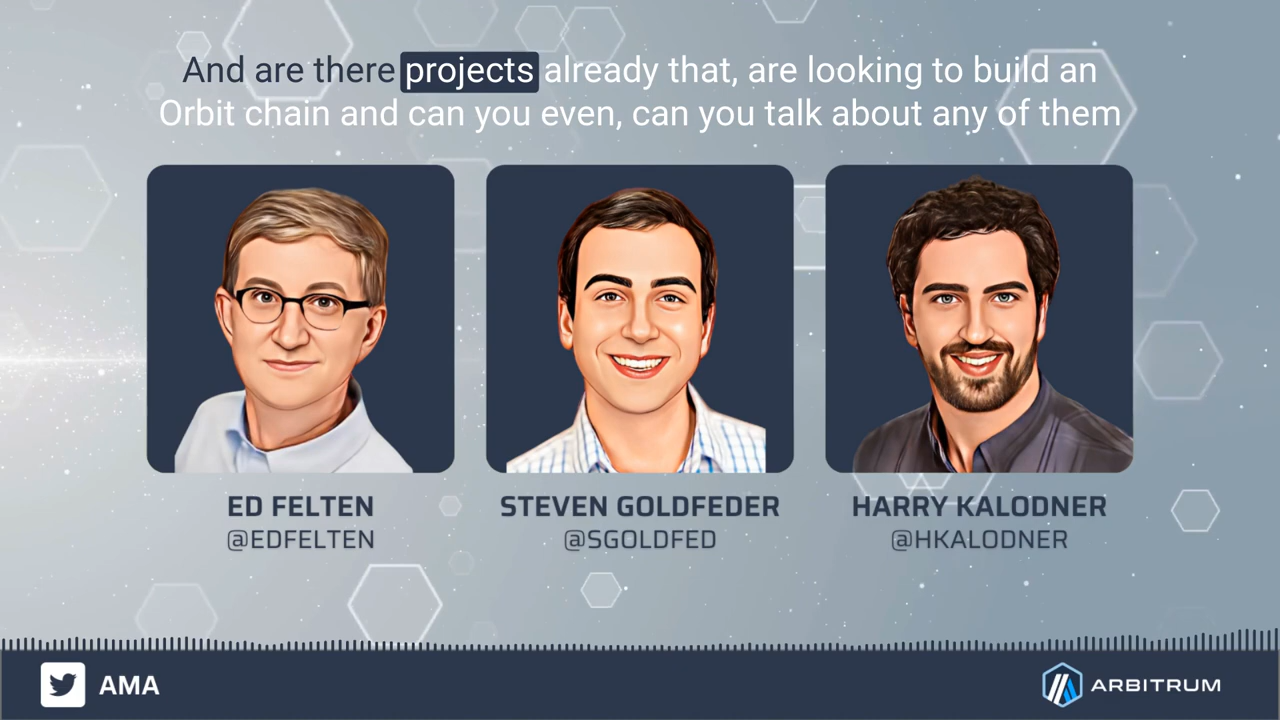 And are there projects already that, are looking to build an
Orbit chain and can you even, can you talk about any of them
ED FELTEN
@EDFELTEN
STEVEN GOLDFEDER
@SGOLDFED
HARRY KALODNER
@HKALODNER
AMA
ARBITRUM